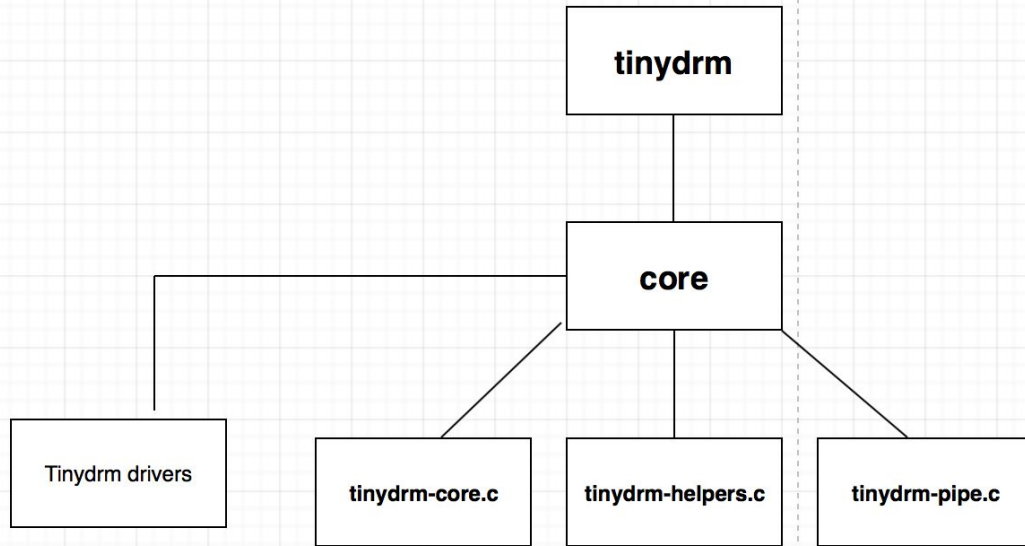 tinydrm
core
Tinydrm drivers
tinydrm-core.c
tinydrm-helpers.c
tinydrm-pipe.c